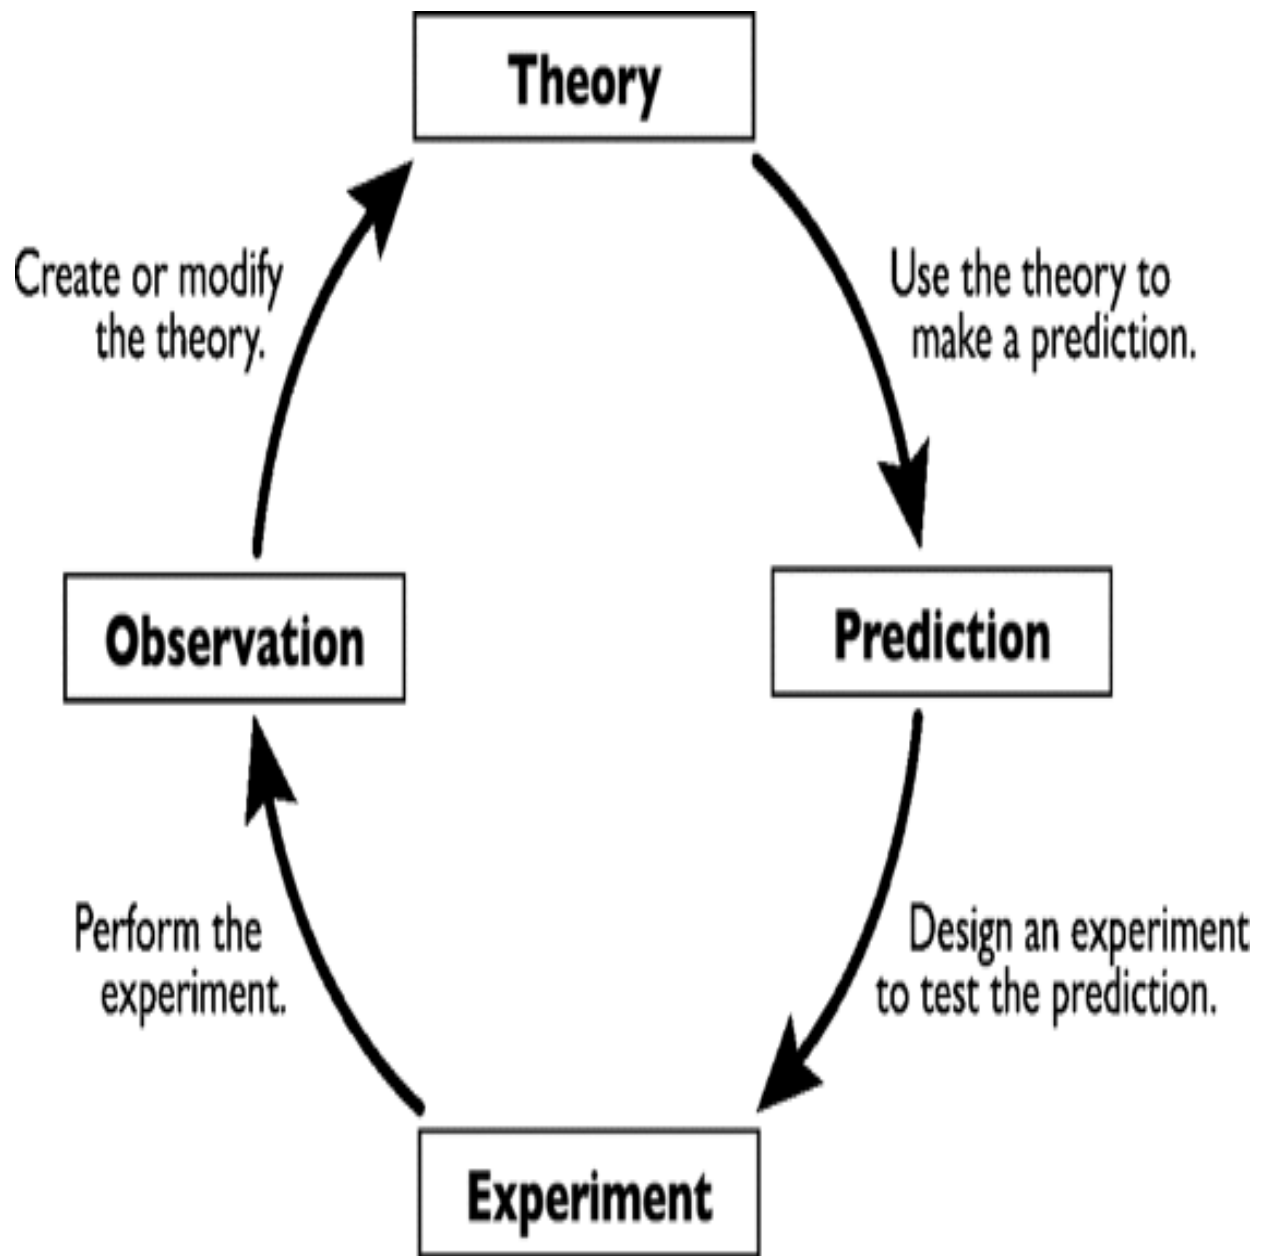 Theory
Create or modify
the theory.
Use the theory to
make a prediction.
Observation
Prediction
Perform the
experiment.
Design an experiment
to test the prediction.
Experiment